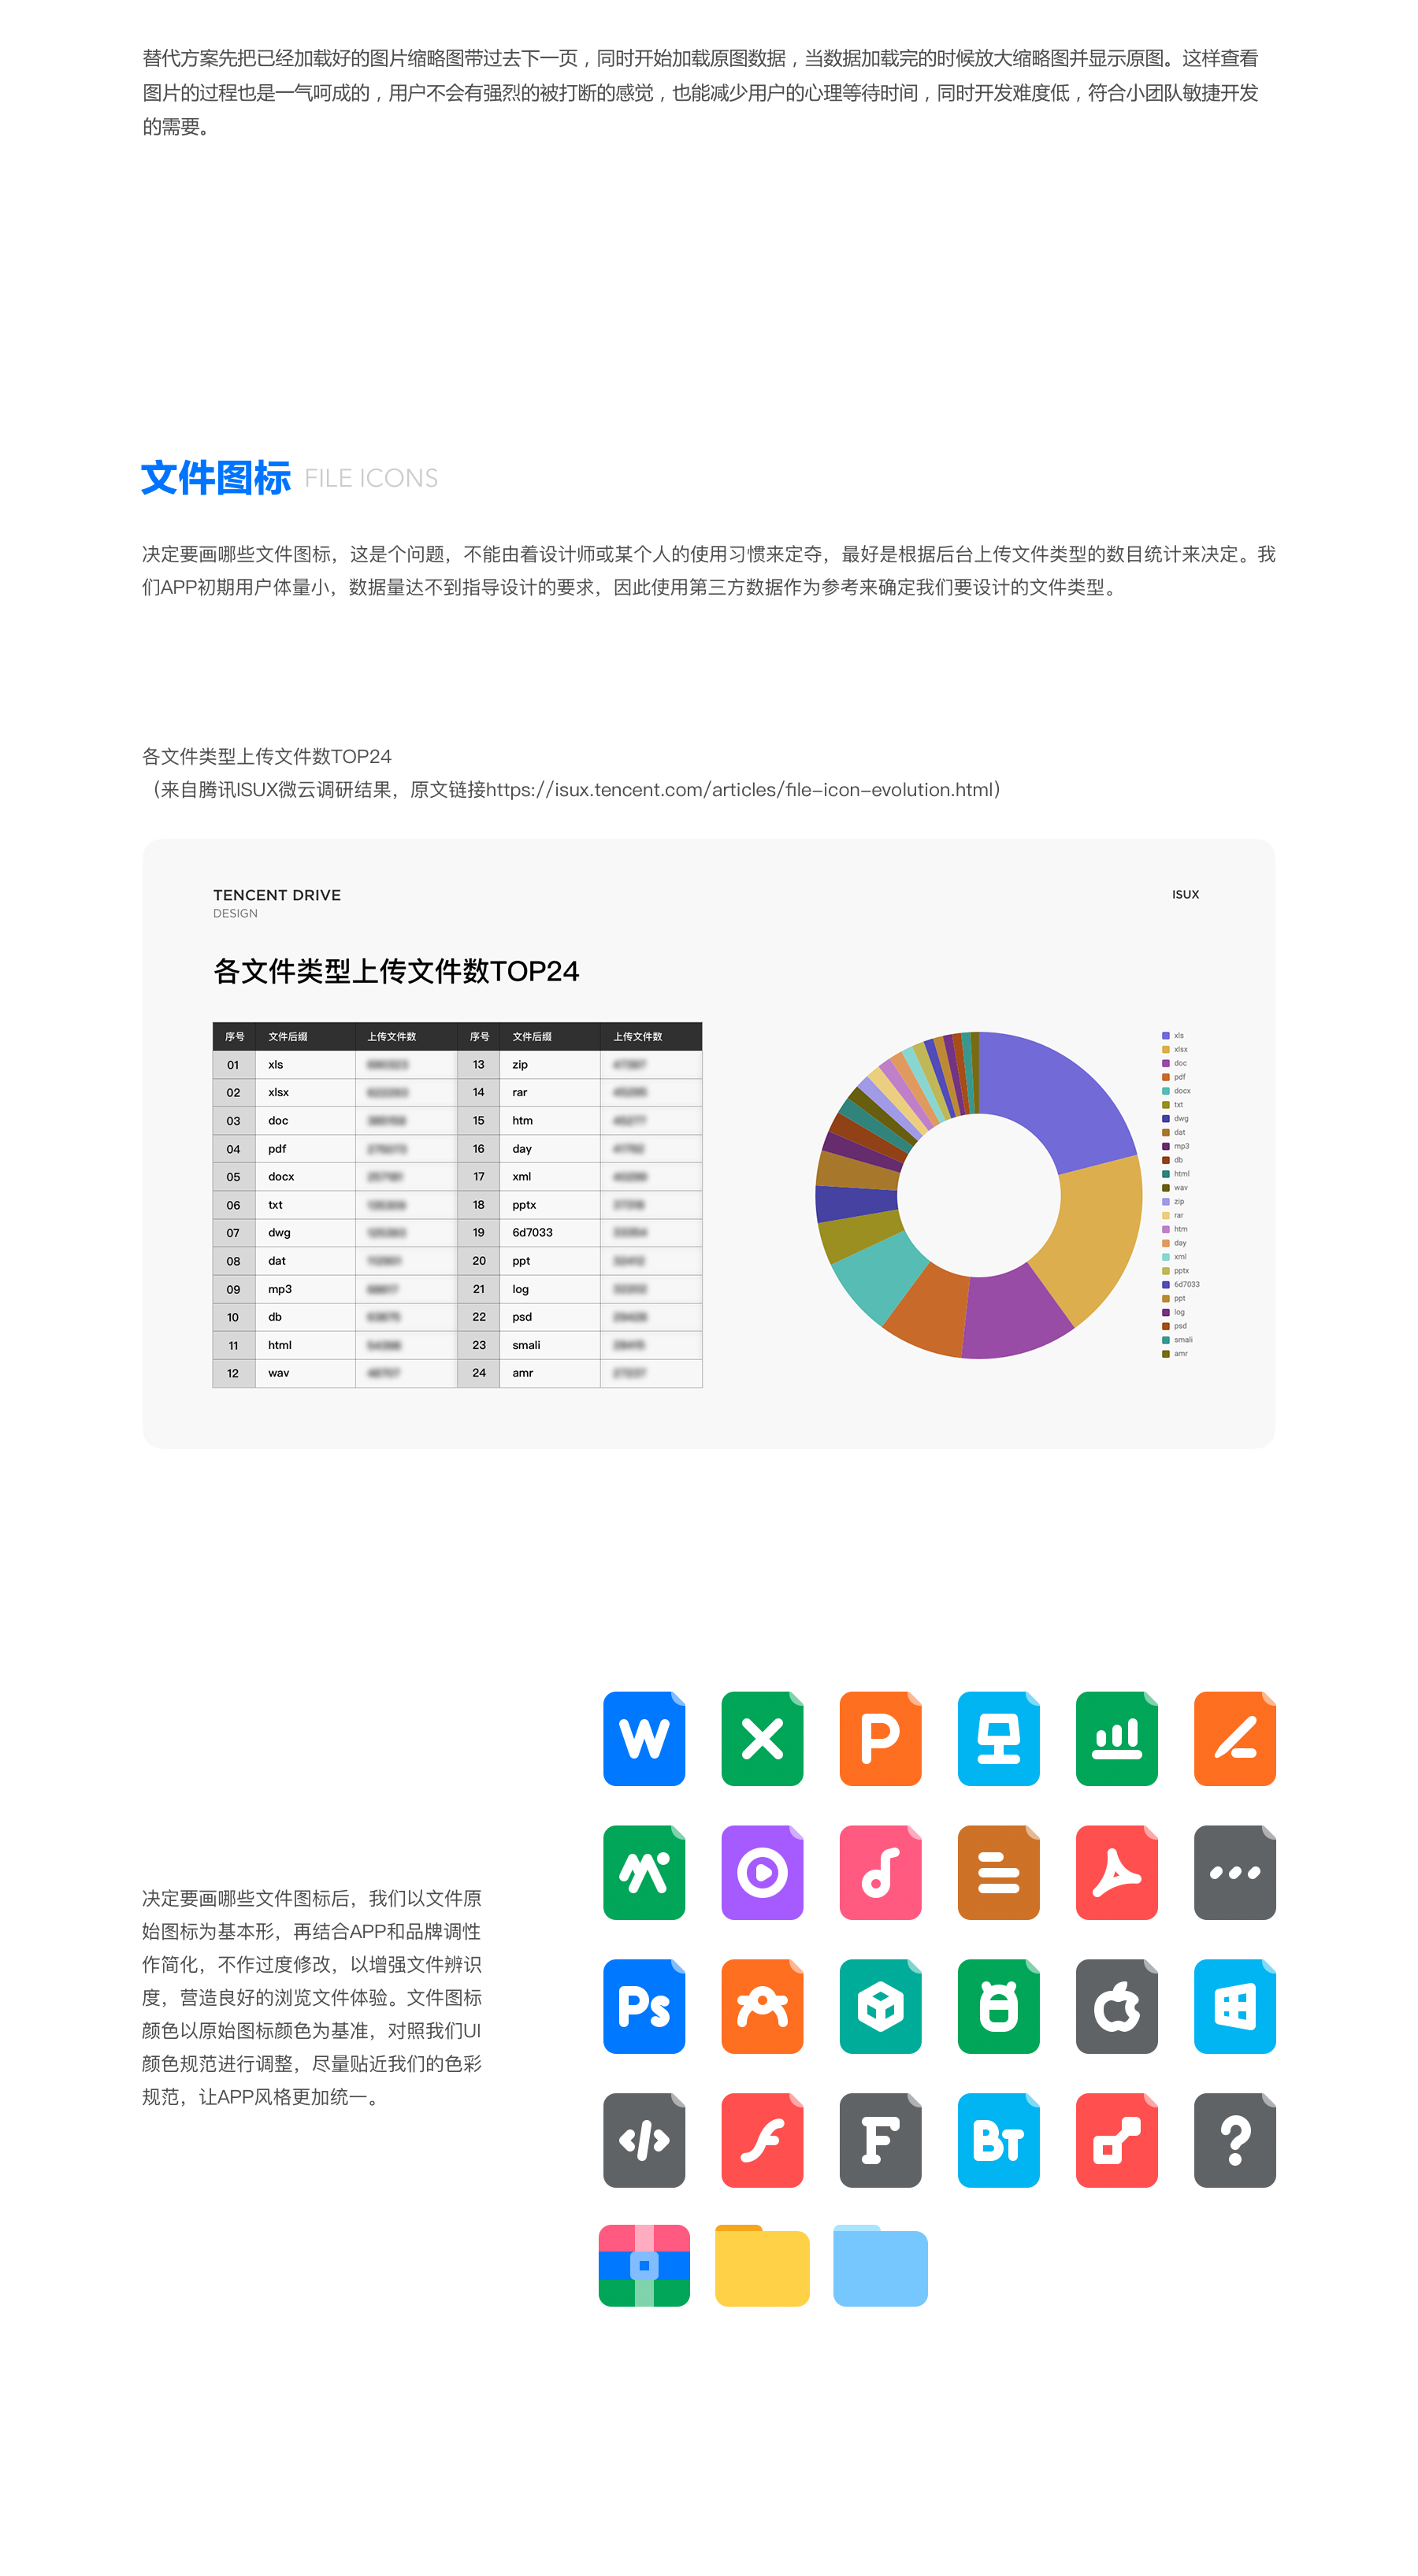 替代方案先把已经加载好的图片缩略图带过去下一页，同时开始加载原图数据，当数据加载完的时候放大缩略图并显示原图。这样查看
图片的过程也是一气呵成的，用户不会有强烈的被打断的感觉，也能减少用户的心理等待时间，同时开发难度低，符合小团队敏捷开发
的需要。
文件图标 FILE ICONS
决定要画哪些文件图标，这是个问题，不能由着设计师或某个人的使用习惯来定夺，最好是根据后台上传文件类型的数目统计来决定。我
们APP初期用户体量小，数据量达不到指导设计的要求，因此使用第三方数据作为参考来确定我们要设计的文件类型。
各文件类型上传文件数TOP24
（来自腾讯ISUX微云调研结果，原文链接https://isux.tencent.com/articles/file-icon-evolution.html）
TENCENT DRIVE
DESIGN
ISUX
各文件类型上传文件数TOP24
序号 文件后缀 上传文件数 序号 文件后缀 上传文件数
01 xls 13 zip
02 xlsx 14 rar
03 doc 15 htm
04 pdf 16 day
05 docx 17 xml
06 txt 18 pptx
07 dwg 19 6d7033
08 dat 20 ppt
09 mp3 21 log
10 db 22 psd
11 html 23 smali
12 wav 24 amr
xls
xlsx
doc
pdf
docx
txt
dwg
dat
mp3
db
html
wav
zip
rar
htm
day
xml
pptx
6d7033
ppt
log
psd
smali
amr
W
P
决定要画哪些文件图标后，我们以文件原
始图标为基本形，再结合APP和品牌调性
作简化，不作过度修改，以增强文件辨识
度，营造良好的浏览文件体验。文件图标
颜色以原始图标颜色为基准，对照我们UI
颜色规范进行调整，尽量贴近我们的色彩
规范，让APP风格更加统一。
Ps
</>
F
BT
?